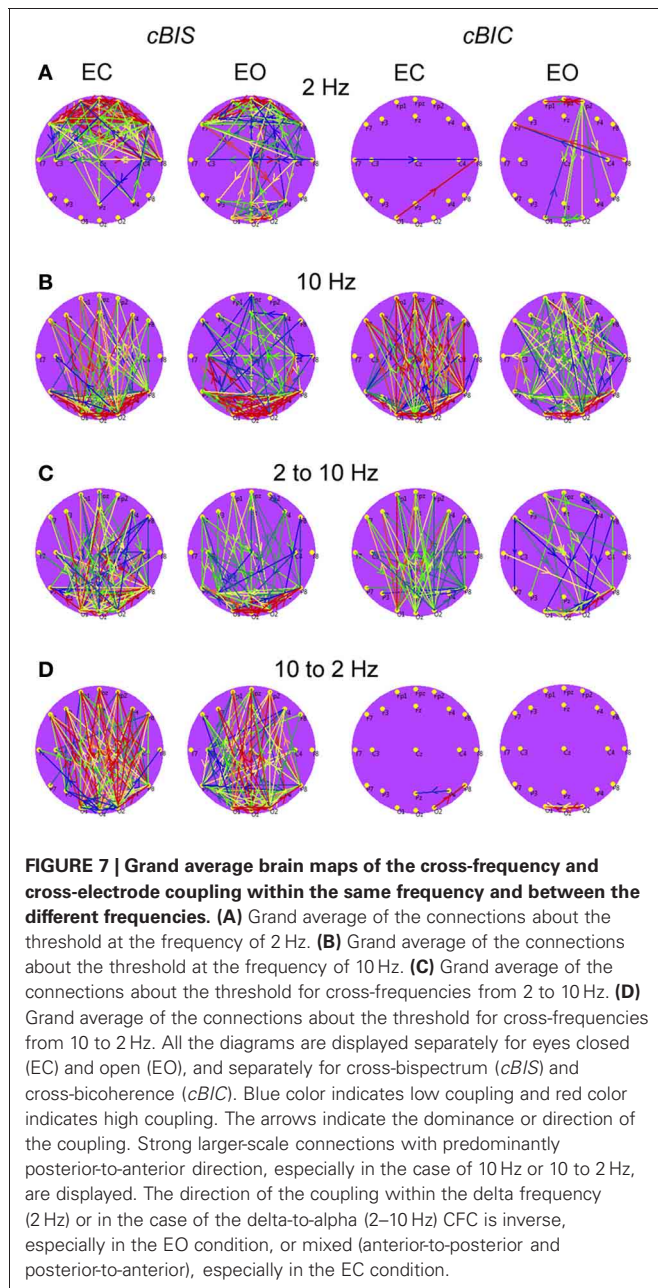 cBIS cBIC
EC EO EC EO
A 2 Hz
B 10 Hz
C 2 to 10 Hz
D 10 to 2 Hz
FIGURE 7 | Grand average brain maps of the cross-frequency and
cross-electrode coupling within the same frequency and between the
different frequencies. (A) Grand average of the connections about the
threshold at the frequency of 2 Hz. (B) Grand average of the connections
about the threshold at the frequency of 10 Hz. (C) Grand average of the
connections about the threshold for cross-frequencies from 2 to 10 Hz. (D)
Grand average of the connections about the threshold for cross-frequencies
from 10 to 2 Hz. All the diagrams are displayed separately for eyes closed
(EC) and open (EO), and separately for cross-bispectrum (cBIS) and
cross-bicoherence (cBIC). Blue color indicates low coupling and red color
indicates high coupling. The arrows indicate the dominance or direction of
the coupling. Strong larger-scale connections with predominantly
posterior-to-anterior direction, especially in the case of 10 Hz or 10 to 2 Hz,
are displayed. The direction of the coupling within the delta frequency
(2 Hz) or in the case of the delta-to-alpha (2–10 Hz) CFC is inverse,
especially in the EO condition, or mixed (anterior-to-posterior and
posterior-to-anterior), especially in the EC condition.